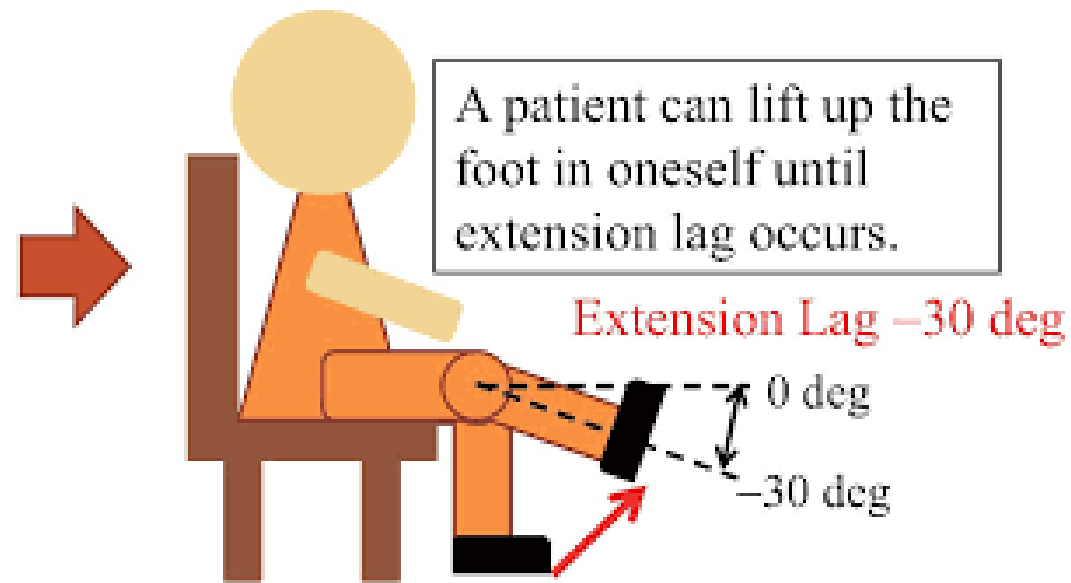 A patient can lift up the
foot in oneself until
extension lag occurs.
Extension Lag –30 deg
0 deg
–30 deg